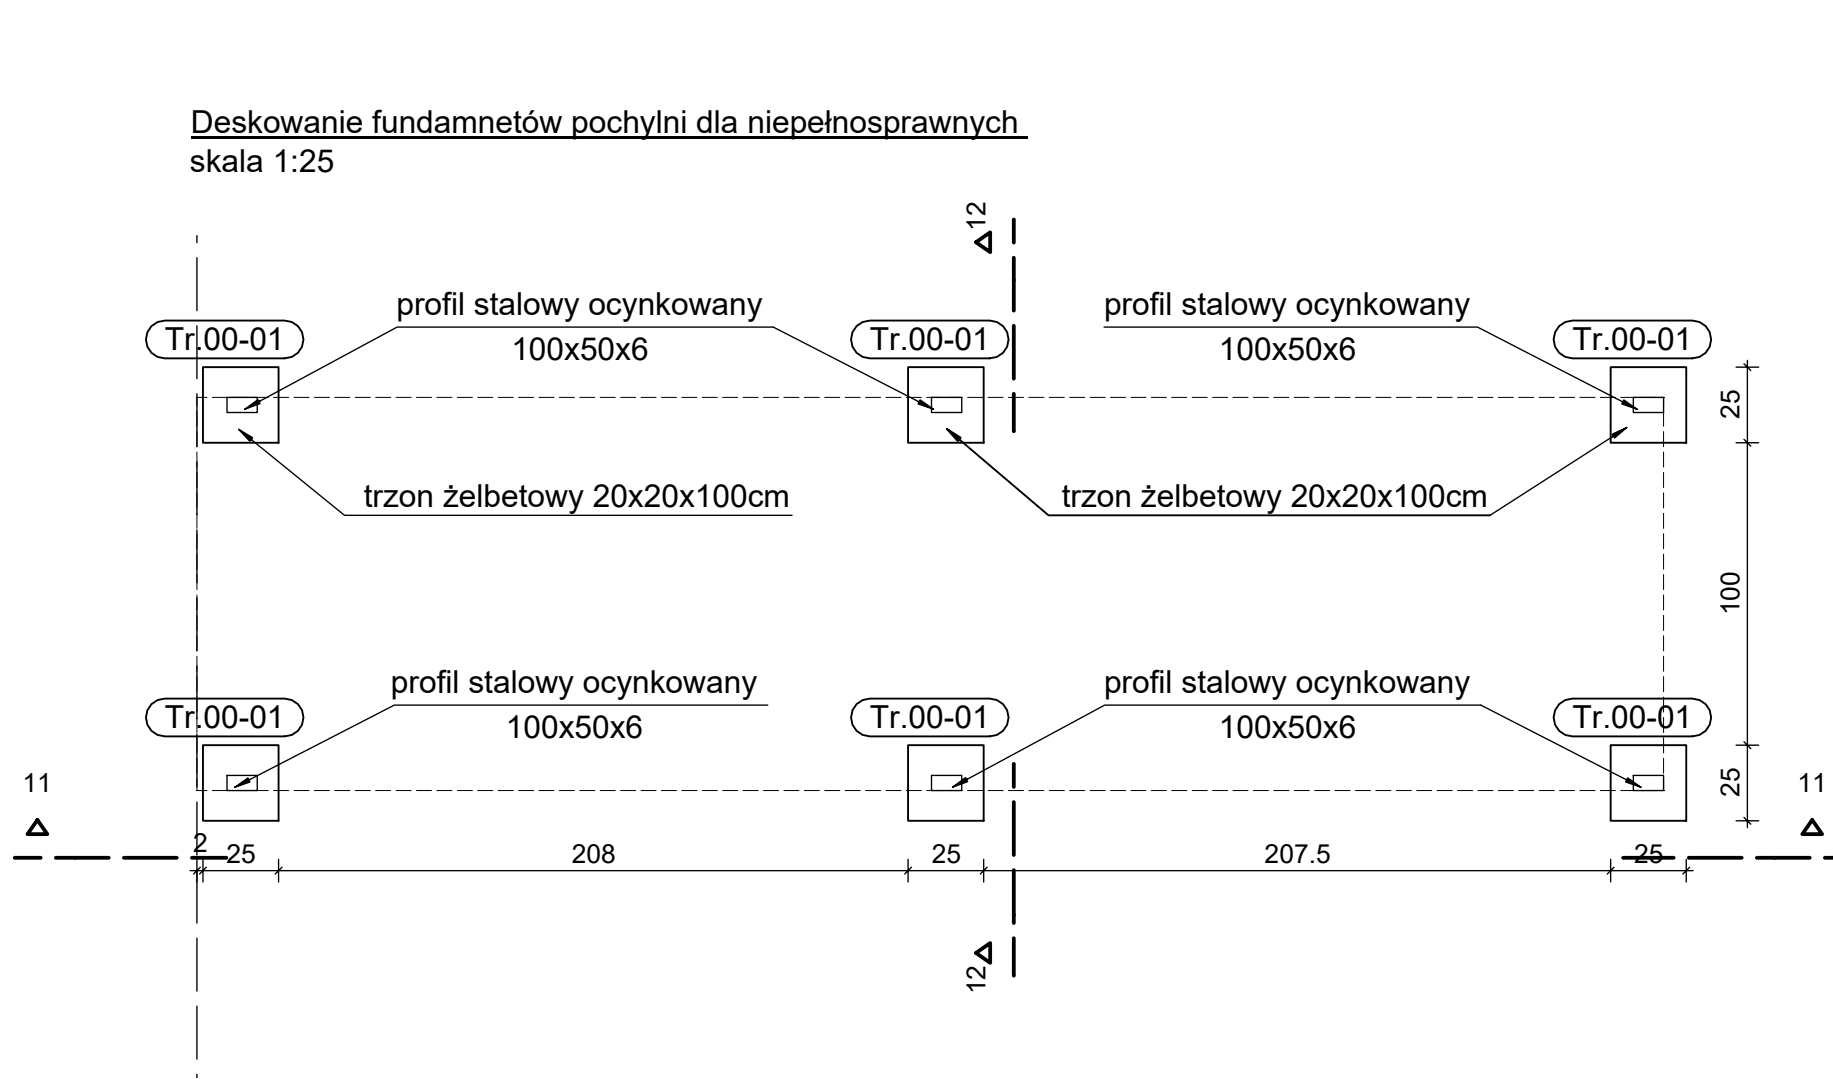 Deskowanie fundamnetów pochylni dla niepełnosprawnych
skala 1:25
12
profil stalowy ocynkowany
100x50x6
profil stalowy ocynkowany
100x50x6
Tr.00-01
Tr.00-01
Tr.00-01
25
trzon żelbetowy 20x20x100cm
trzon żelbetowy 20x20x100cm
100
profil stalowy ocynkowany
100x50x6
profil stalowy ocynkowany
100x50x6
Tr.00-01
Tr.00-01
Tr.00-01
25
11
11
2
25
208
25
207.5
25
12